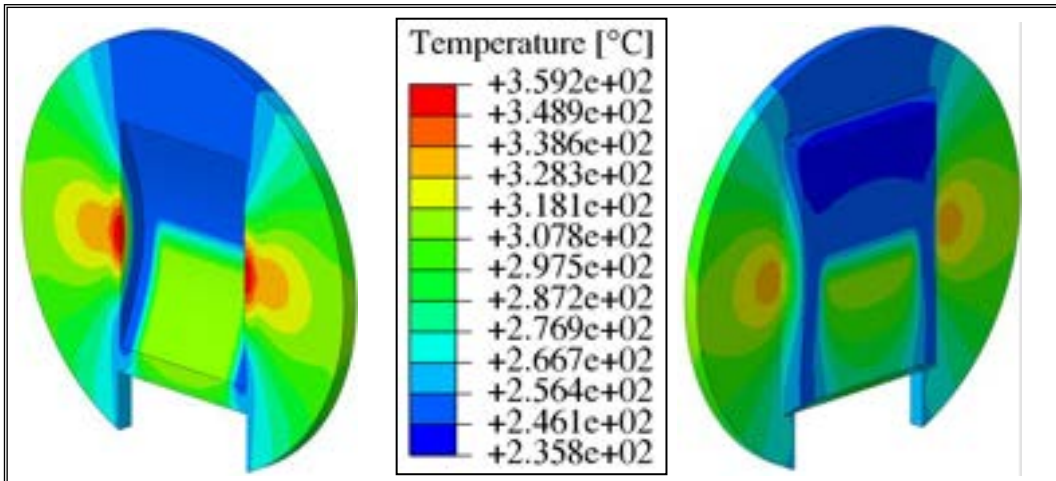 Temperature [°C]
+3.592e+02
+3.489e+02
+3.386e+02
+3.283e+02
+3.181e+02
+3.078e+02
+2.975e+02
+2.872e+02
+2.769e+02
+2.667e+02
+2.564e+02
+2.461e+02
+2.358e+02